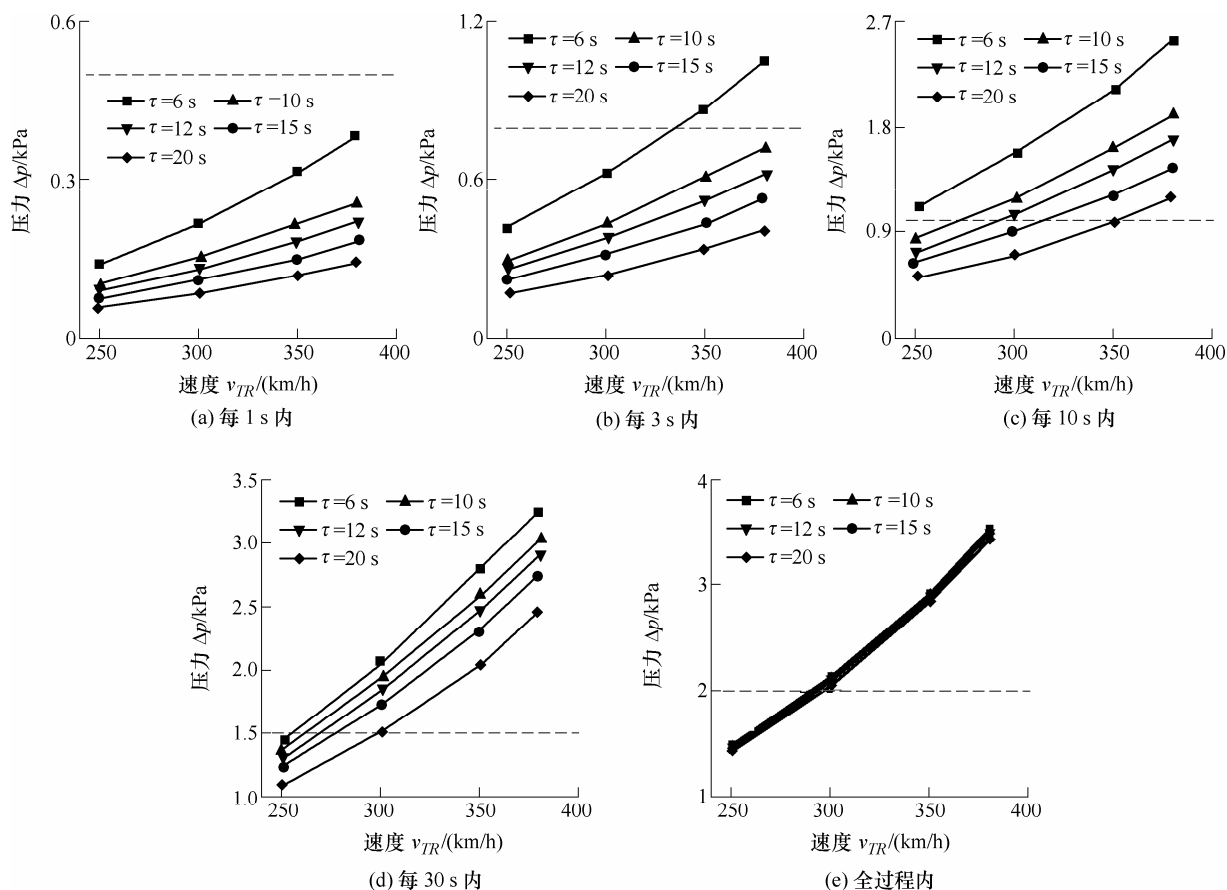 0.6
0.3
0
压力 Δp/kPa
τ=6 s
τ−10 s
τ=12 s
τ=15 s
τ=20 s
250
300
350
400
速度 v_TR/(km/h)
(a) 每 1 s 内
1.2
0.6
0
压力 Δp/kPa
τ=6 s
τ=10 s
τ=12 s
τ=15 s
τ=20 s
250
300
350
400
速度 v_TR/(km/h)
(b) 每 3 s 内
2.7
1.8
0.9
0
压力 Δp/kPa
τ=6 s
τ=10 s
τ=12 s
τ=15 s
τ=20 s
250
300
350
400
速度 v_TR/(km/h)
(c) 每 10 s 内
3.5
3.0
2.5
2.0
1.5
1.0
压力 Δp/kPa
τ=6 s
τ=10 s
τ=12 s
τ=15 s
τ=20 s
250
300
350
400
速度 v_TR/(km/h)
(d) 每 30 s 内
4
3
2
1
压力 Δp/kPa
τ=6 s
τ=10 s
τ=12 s
τ=15 s
τ=20 s
250
300
350
400
速度 v_TR/(km/h)
(e) 全过程内